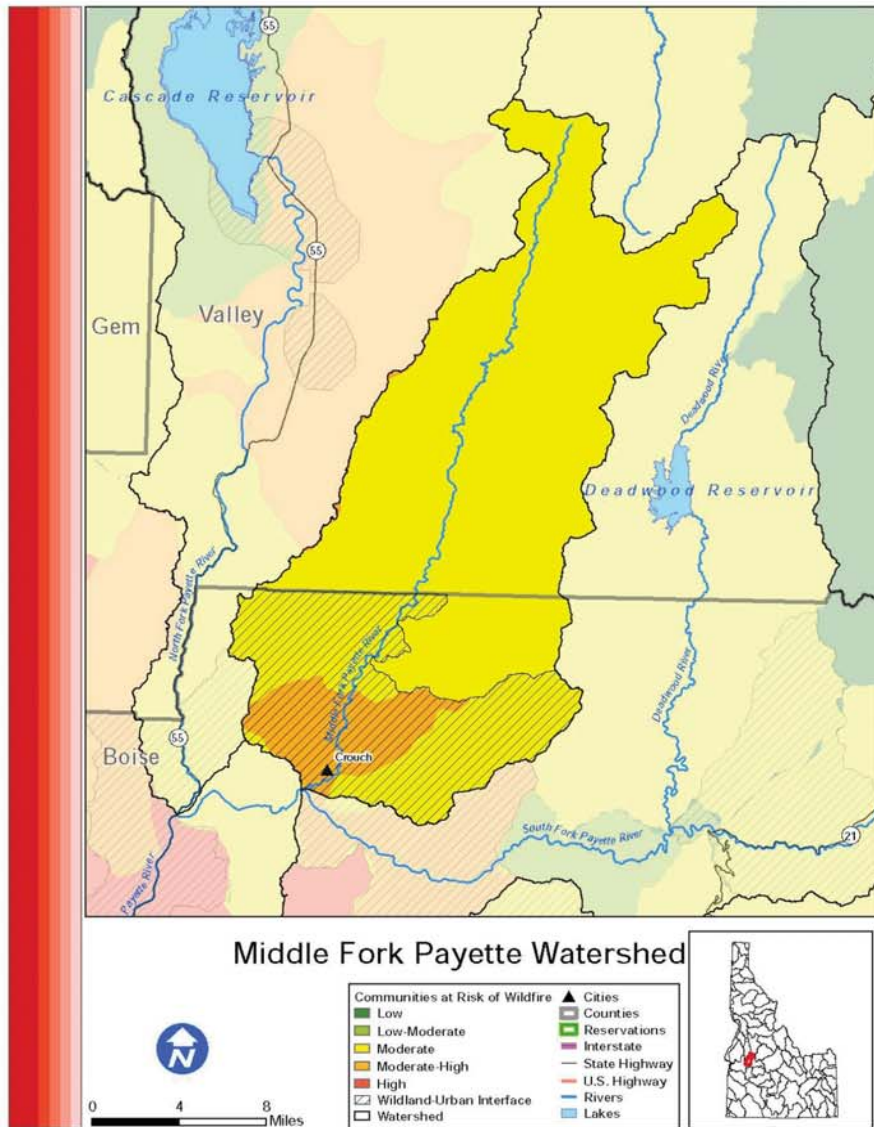 55
Cascade Reservoir
55
Gem
Valley
Deadwood River
Deadwood Reservoir
North Fork Payette River
Middle Fork Payette River
Deadwood River
55
Boise
Crouch
South Fork Payette River
21
Payette River
Middle Fork Payette Watershed
Communities at Risk of Wildfire
Low
Low-Moderate
Moderate
Moderate-High
High
Wildland-Urban Interface
Watershed
Cities
Counties
Reservations
Interstate
State Highway
U.S. Highway
Rivers
Lakes
N
0 4 8
Miles